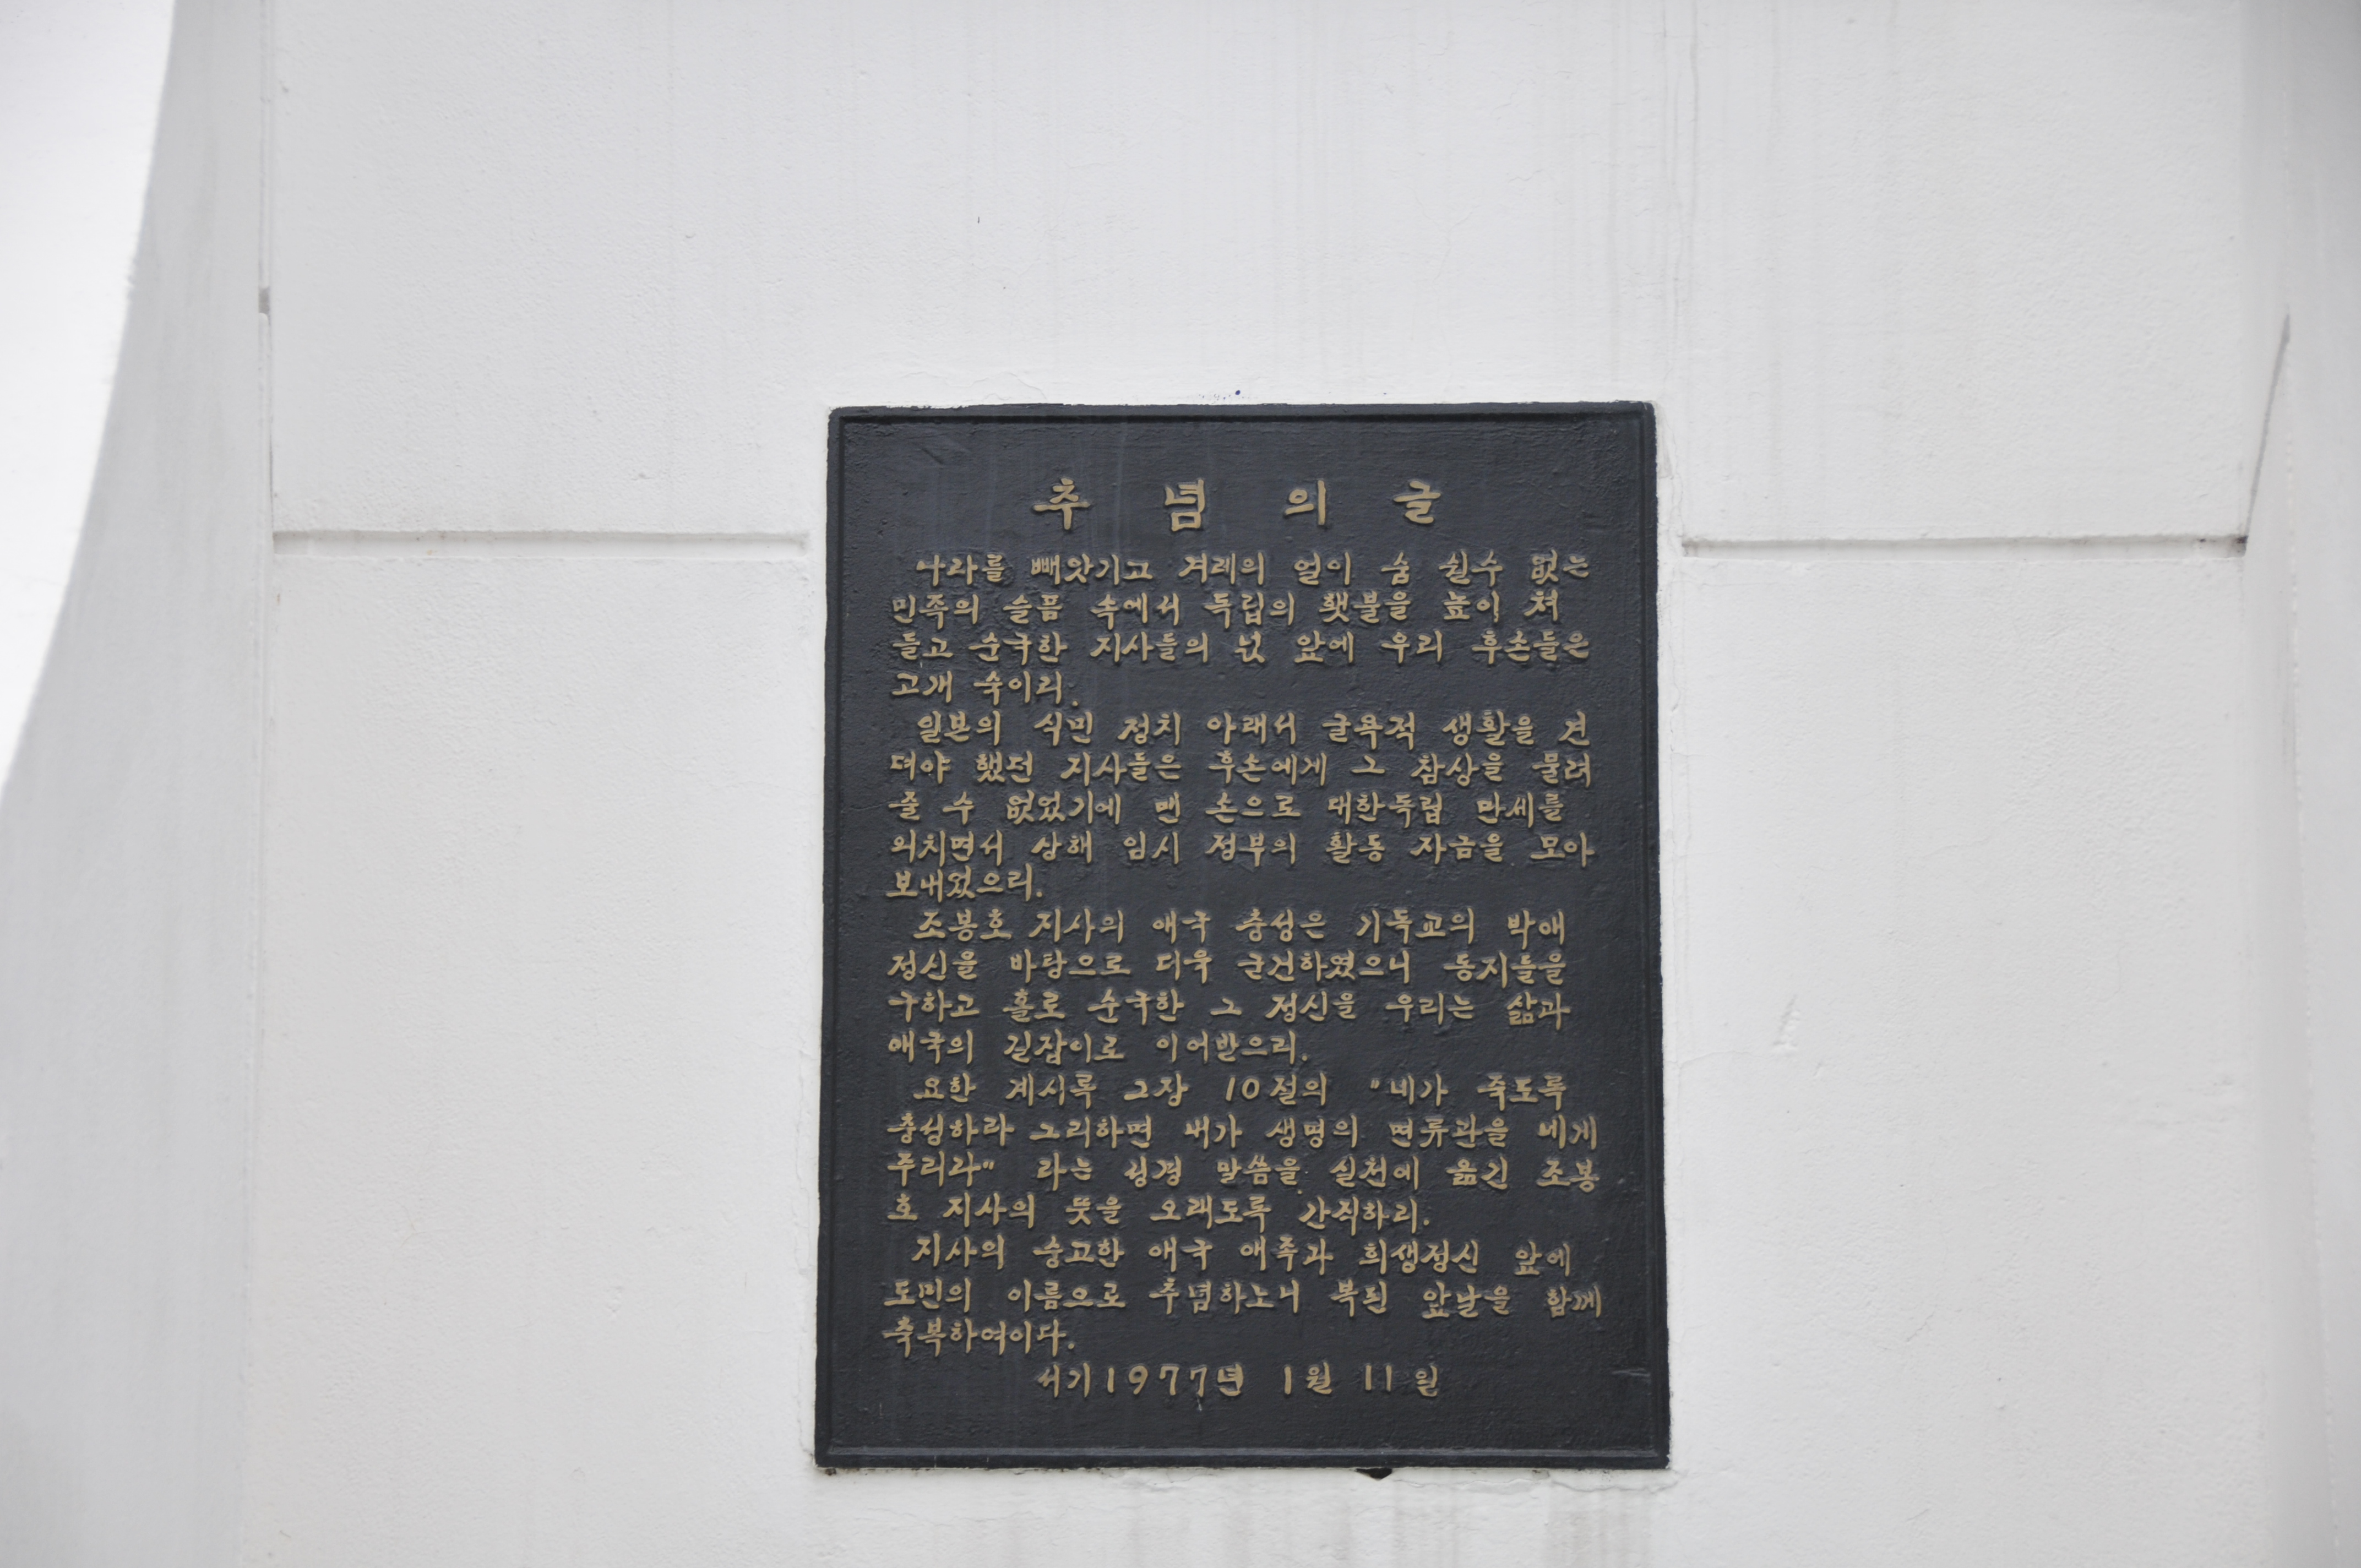 추 념 의 글
나라를 빼앗기고 겨레의 얼이 숨 쉴수 없는
민족의 슬픔 속에서 독립의 횃불을 높이 쳐
들고 순국한 지사들의 넋 앞에 우리 후손들은
고개 숙이리.
일본의 식민 정치 아래서 굴욕적 생활을 견
뎌야 했던 지사들은 후손에게 그 참상을 물려
줄 수 없었기에 맨 손으로 대한독립 만세를
외치면서 상해 임시 정부의 활동 자금을 모아
보내었으리.
조봉호 지사의 애국 충성은 기독교의 박애
정신을 바탕으로 더욱 굳건하였으니 동지들을
구하고 홀로 순국한 그 정신을 우리는 삶과
애국의 길잡이로 이어받으리.
요한 계시록 2장 10절의 "네가 죽도록
충성하라 그리하면 내가 생명의 면류관을 네게
주리라" 라는 성경 말씀을 실천에 옮긴 조봉
호 지사의 뜻을 오래도록 간직하리.
지사의 숭고한 애국 애족과 희생정신 앞에
도민의 이름으로 추념하노니 복된 앞날을 함께
축복하여이다.
서기1977년 1월 11일